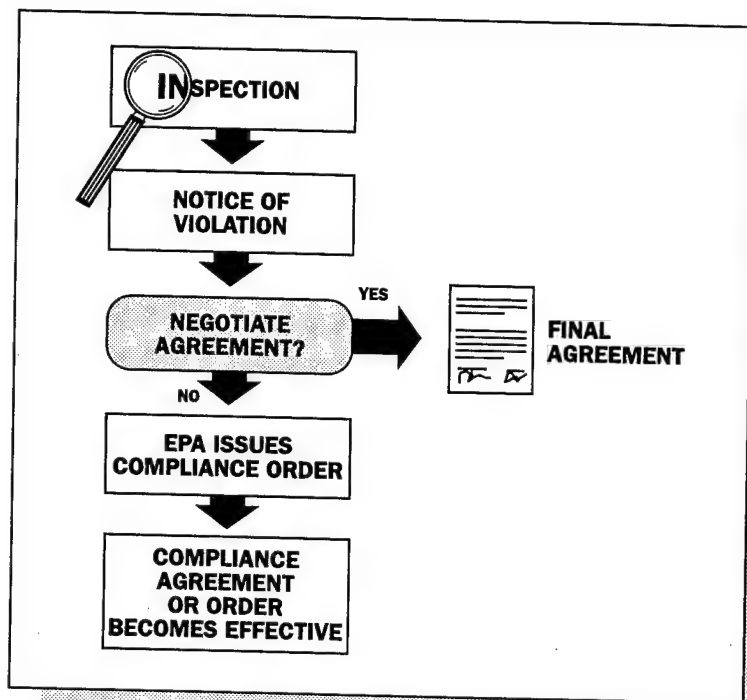 INSPECTION
NOTICE OF
VIOLATION
NEGOTIATE
AGREEMENT?
YES
FINAL
AGREEMENT
NO
EPA ISSUES
COMPLIANCE ORDER
COMPLIANCE
AGREEMENT
OR ORDER
BECOMES EFFECTIVE